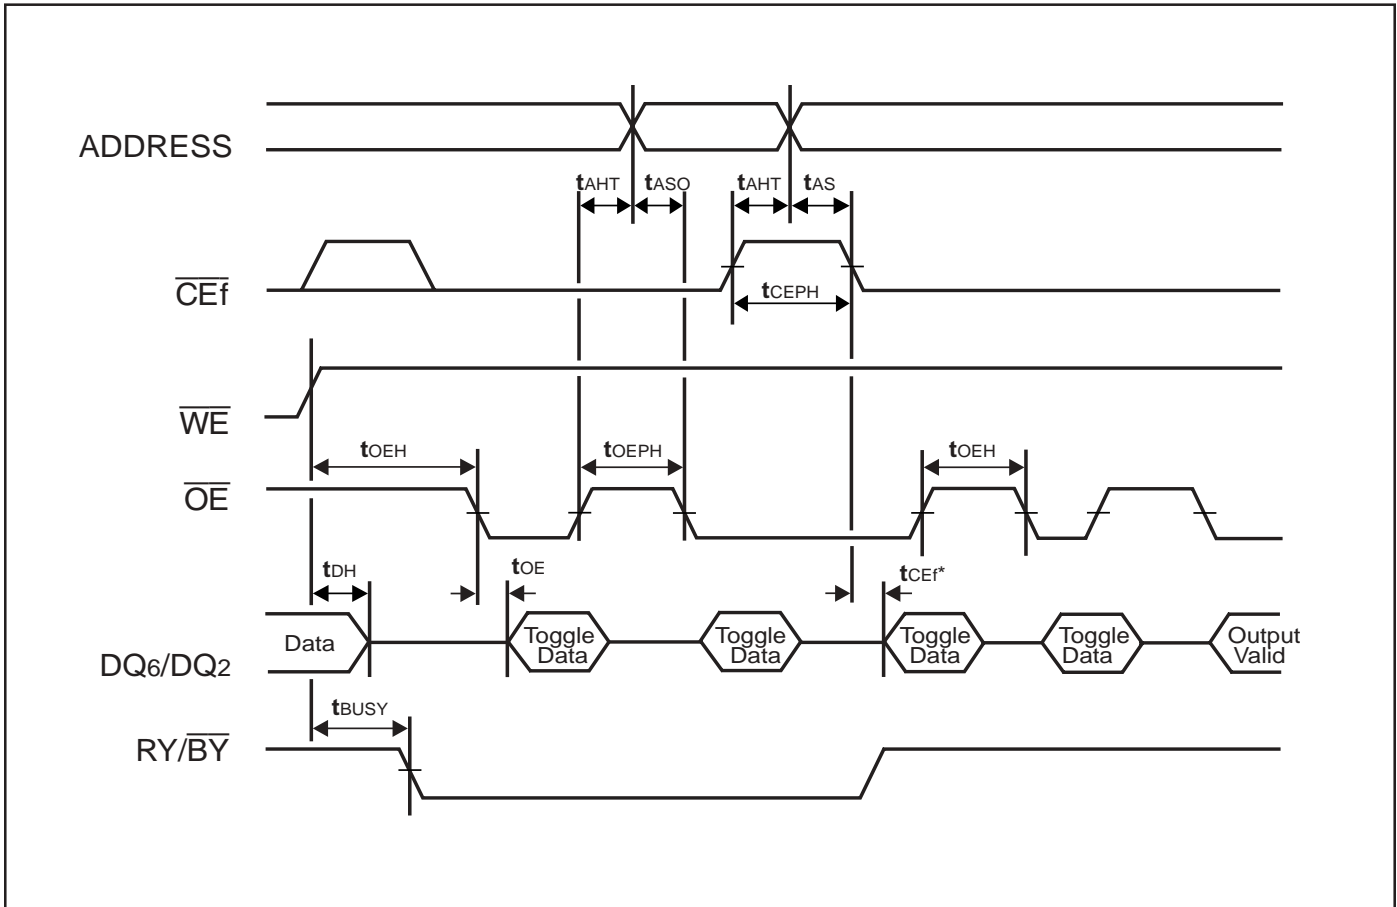 ADDRESS
tAHT tASO tAHT tAS
CEf
tCEPH
WE
tOEH tOEPH tOEH
OE
tDH tOE tCEf*
Data Toggle Data Toggle Data Toggle Data Toggle Data Output Valid
DQ6/DQ2
tBUSY
RY/BY